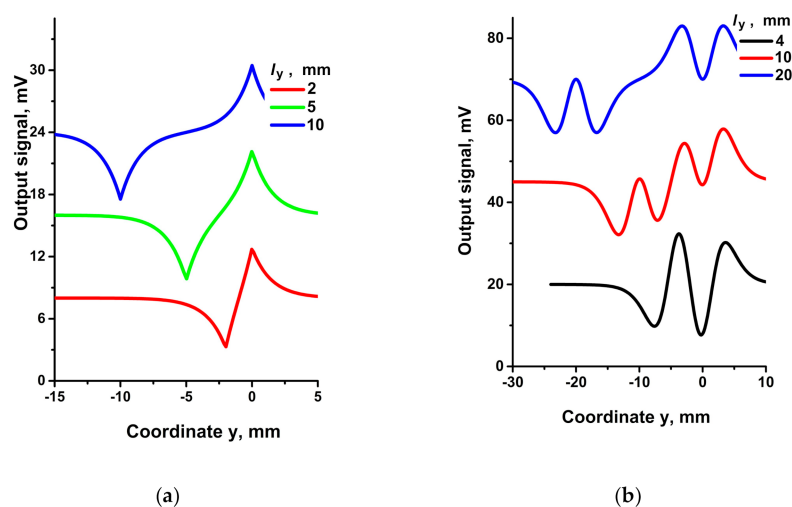 l_y , mm
2
5
10
Output signal, mV
30
24
18
12
6
0
-15 -10 -5 0 5
Coordinate y, mm
(a)
l_y , mm
4
10
20
Output signal, mV
80
60
40
20
0
-30 -20 -10 0 10
Coordinate y, mm
(b)